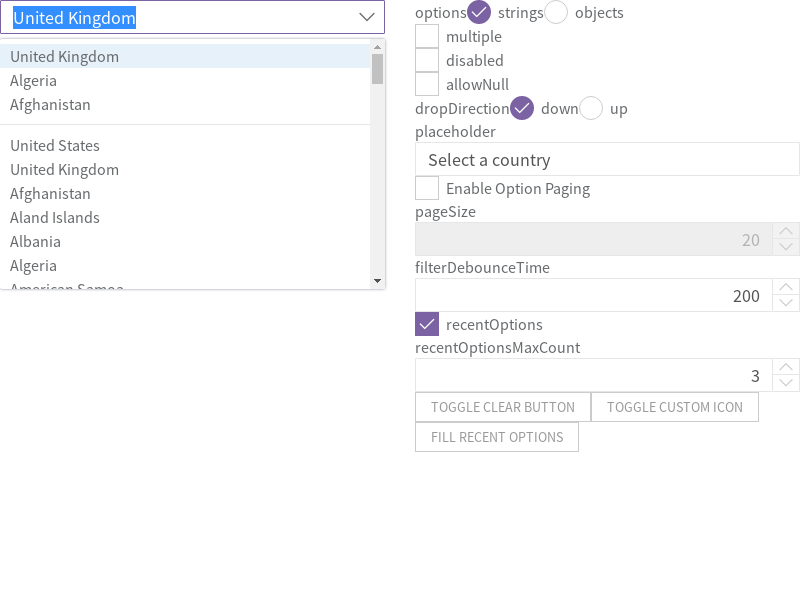 United Kingdom
United Kingdom
Algeria
Afghanistan
United States
United Kingdom
Afghanistan
Aland Islands
Albania
Algeria
American Samoa
options strings objects
multiple
disabled
allowNull
dropDirection down up
placeholder
Select a country
Enable Option Paging
pageSize
20
filterDebounceTime
200
recentOptions
recentOptionsMaxCount
3
TOGGLE CLEAR BUTTON TOGGLE CUSTOM ICON
FILL RECENT OPTIONS